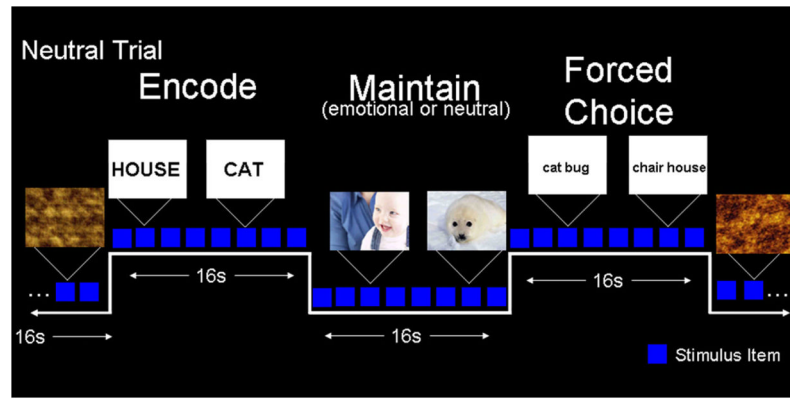 Neutral Trial
Encode
Maintain
(emotional or neutral)
Forced
Choice
HOUSE
CAT
cat bug
chair house
16s
16s
...
...
16s
16s
Stimulus Item